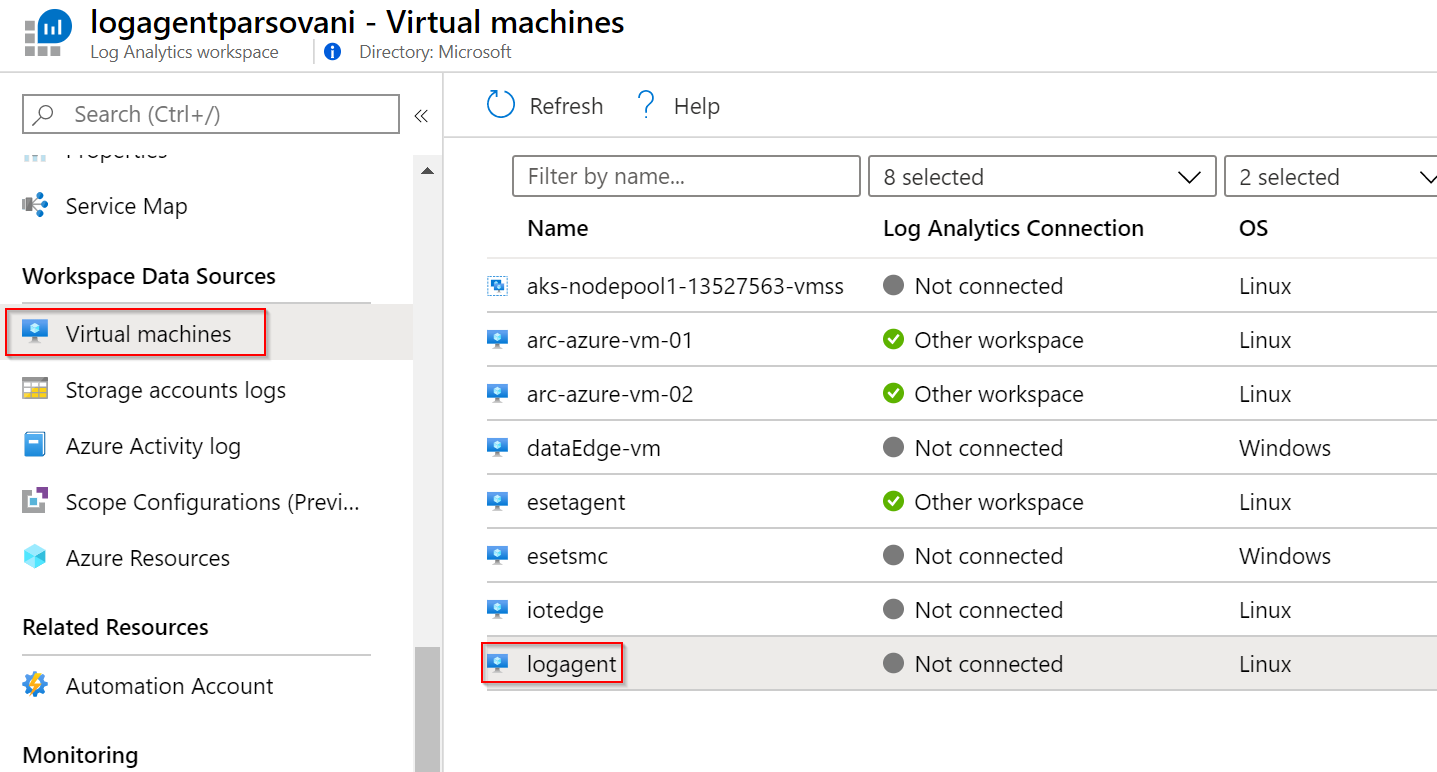 logagentparsovani - Virtual machines
Log Analytics workspace
Directory: Microsoft
Search (Ctrl+/)
«
Properties
Service Map
Workspace Data Sources
Virtual machines
Storage accounts logs
Azure Activity log
Scope Configurations (Previ...
Azure Resources
Related Resources
Automation Account
Monitoring
Refresh
? Help
Filter by name...
8 selected
2 selected
Name Log Analytics Connection OS
aks-nodepool1-13527563-vmss Not connected Linux
arc-azure-vm-01 Other workspace Linux
arc-azure-vm-02 Other workspace Linux
dataEdge-vm Not connected Windows
esetagent Other workspace Linux
esetsmc Not connected Windows
iotedge Not connected Linux
logagent Not connected Linux